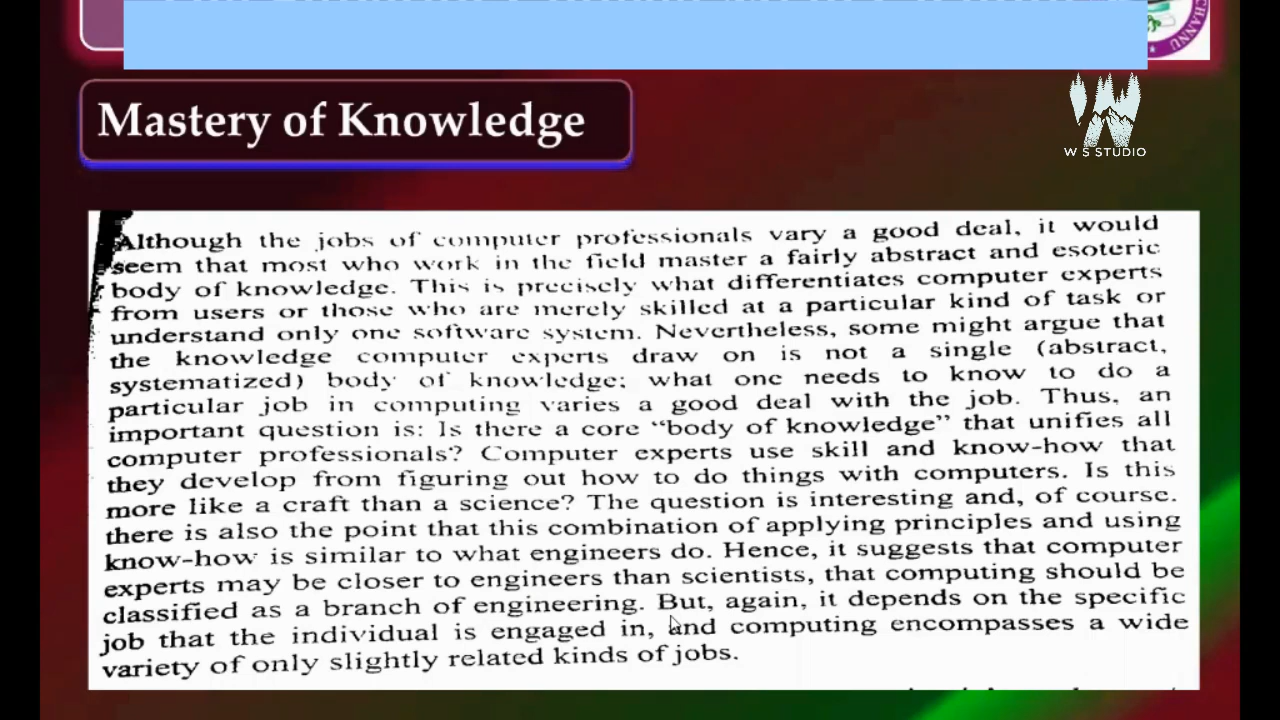 CHANNU
Mastery of Knowledge
W S STUDIO
Although the jobs of computer professionals vary a good deal, it would
seem that most who work in the field master a fairly abstract and esoteric
body of knowledge. This is precisely what differentiates computer experts
from users or those who are merely skilled at a particular kind of task or
understand only one software system. Nevertheless, some might argue that
the knowledge computer experts draw on is not a single (abstract,
systematized) body of knowledge; what one needs to know to do a
particular job in computing varies a good deal with the job. Thus, an
important question is: Is there a core "body of knowledge" that unifies all
computer professionals? Computer experts use skill and know-how that
they develop from figuring out how to do things with computers. Is this
more like a craft than a science? The question is interesting and, of course.
there is also the point that this combination of applying principles and using
know-how is similar to what engineers do. Hence, it suggests that computer
experts may be closer to engineers than scientists, that computing should be
classified as a branch of engineering. But, again, it depends on the specific
job that the individual is engaged in, and computing encompasses a wide
variety of only slightly related kinds of jobs.